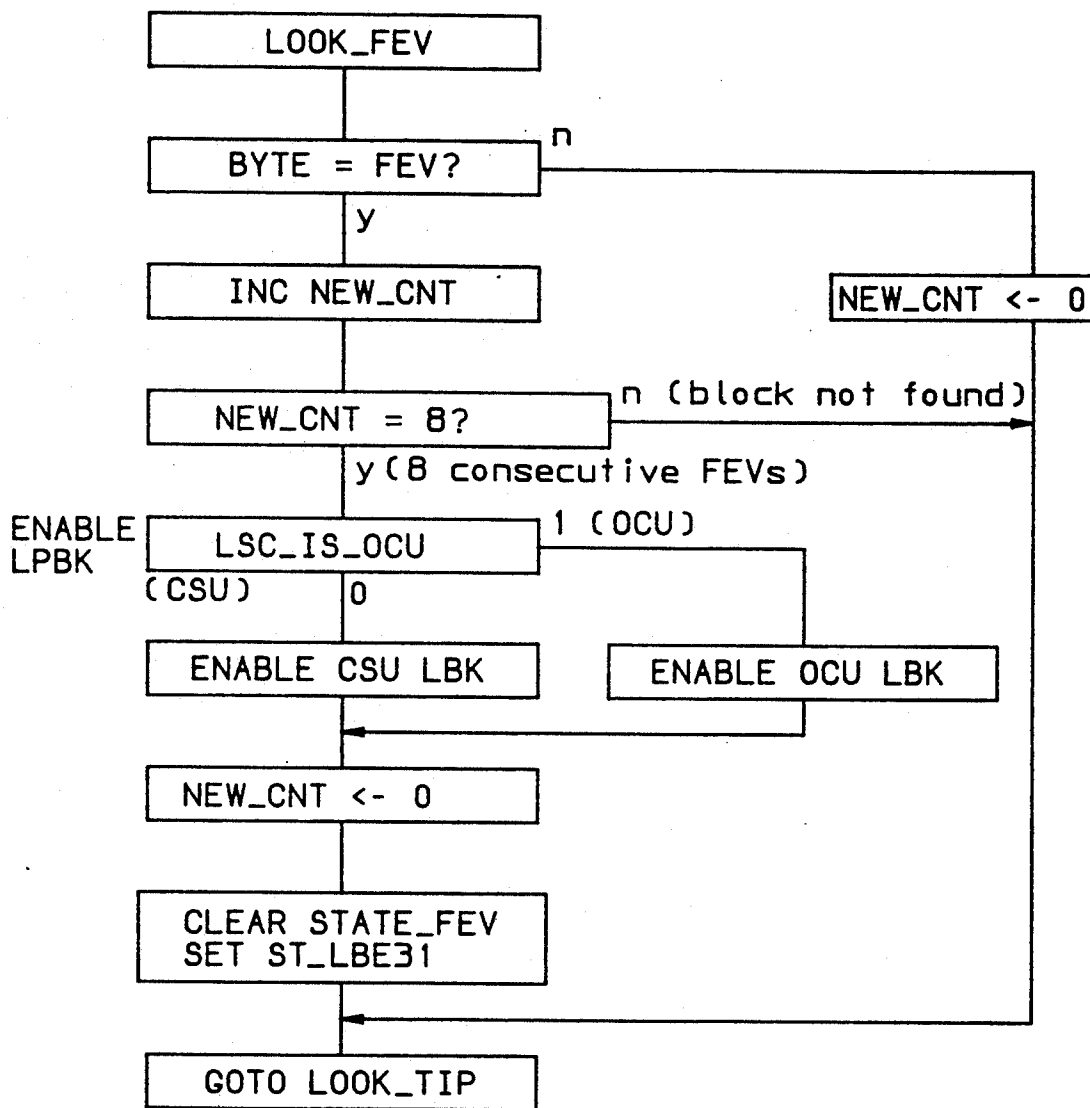 LOOK_FEV
n
BYTE = FEV?
y
INC NEW_CNT
NEW_CNT <- 0
n (block not found)
NEW_CNT = 8?
y (8 consecutive FEVs)
ENABLE
LPBK
LSC_IS_OCU
1 (OCU)
(CSU)
0
ENABLE CSU LBK
ENABLE OCU LBK
NEW_CNT <- 0
CLEAR STATE_FEV
SET ST_LBE31
GOTO LOOK_TIP